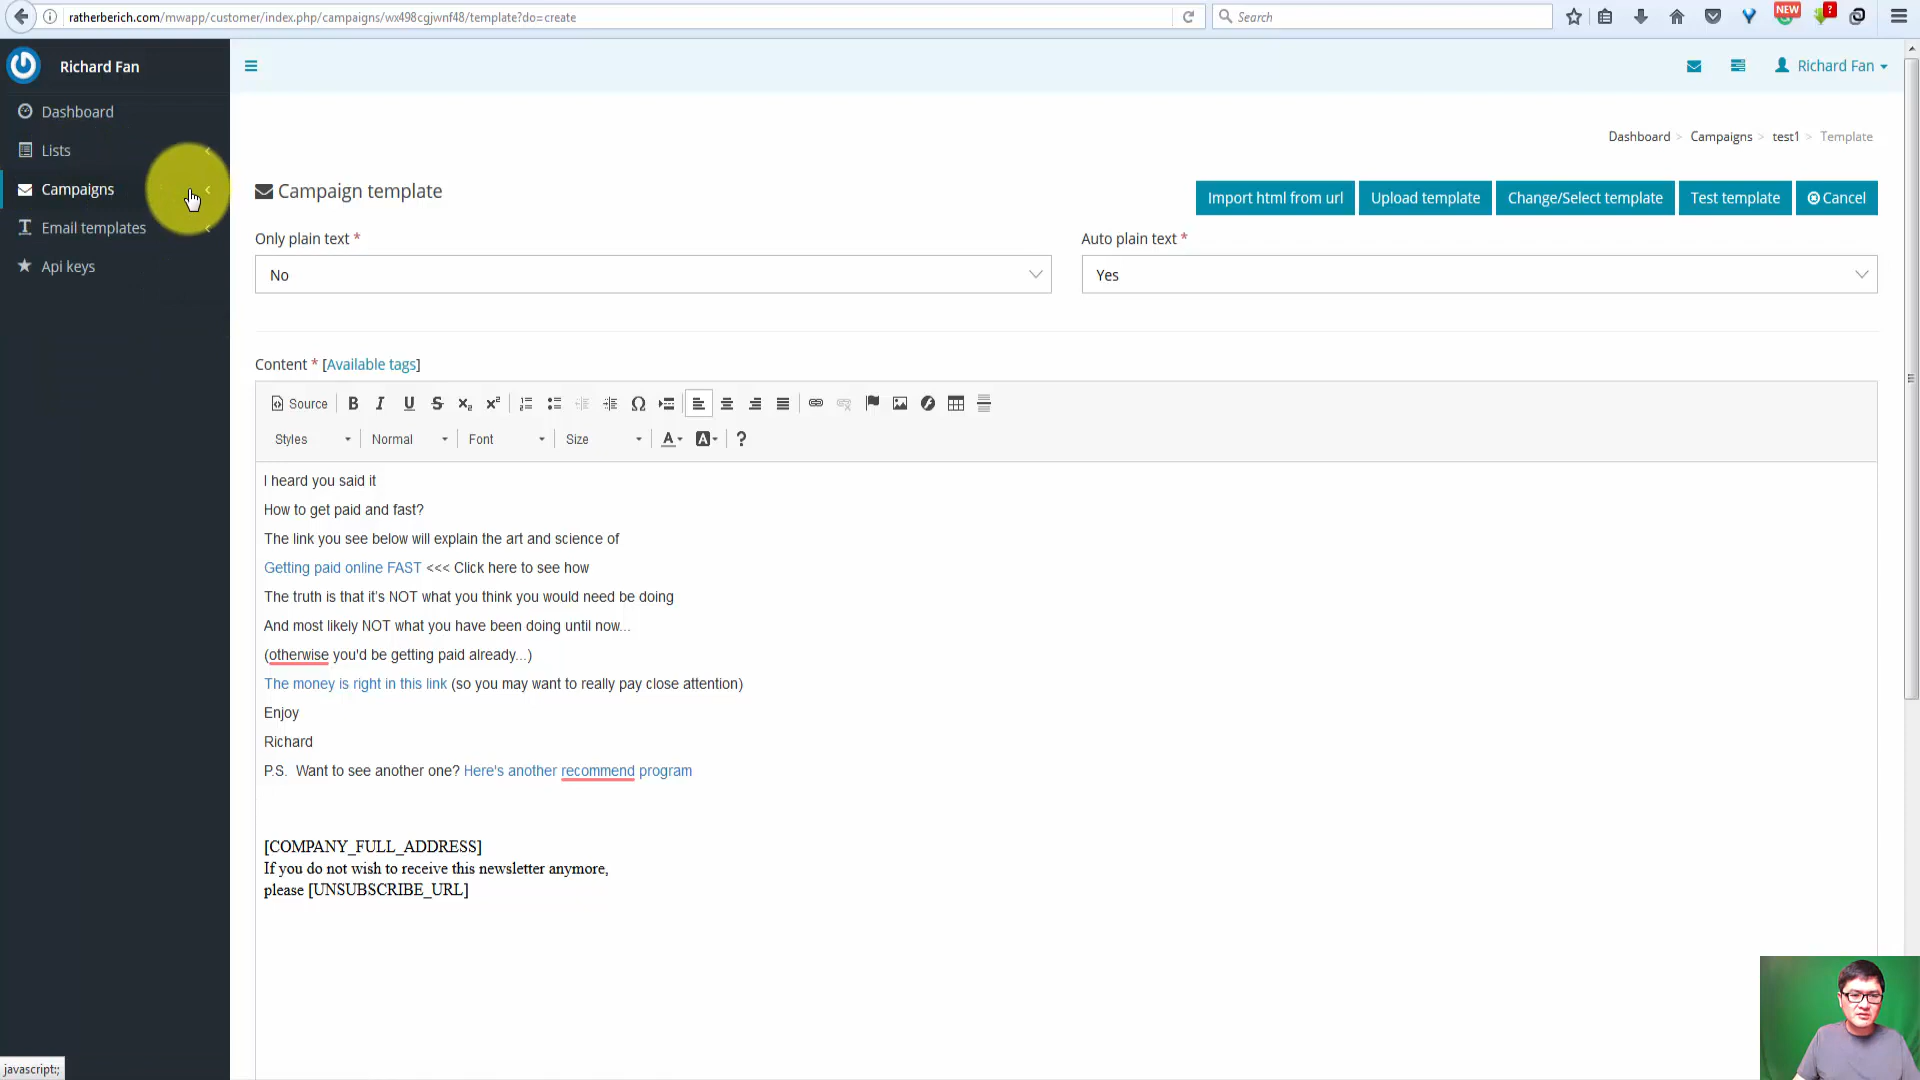 ratherberich.com/mwapp/customer/index.php/campaigns/wx498cgjwnf48/template?do=create
Search
NEW
?
Richard Fan
Richard Fan
Dashboard
Lists
Campaigns
Email templates
Api keys
Dashboard > Campaigns > test1 > Template
Campaign template
Import html from url
Upload template
Change/Select template
Test template
Cancel
Only plain text *
Auto plain text *
No
Yes
Content * [Available tags]
Source
Styles
Normal
Font
Size
I heard you said it
How to get paid and fast?
The link you see below will explain the art and science of
Getting paid online FAST <<< Click here to see how
The truth is that it's NOT what you think you would need be doing
And most likely NOT what you have been doing until now...
(otherwise you'd be getting paid already...)
The money is right in this link (so you may want to really pay close attention)
Enjoy
Richard
P.S.  Want to see another one? Here's another recommend program
[COMPANY_FULL_ADDRESS]
If you do not wish to receive this newsletter anymore,
please [UNSUBSCRIBE_URL]
javascript:;